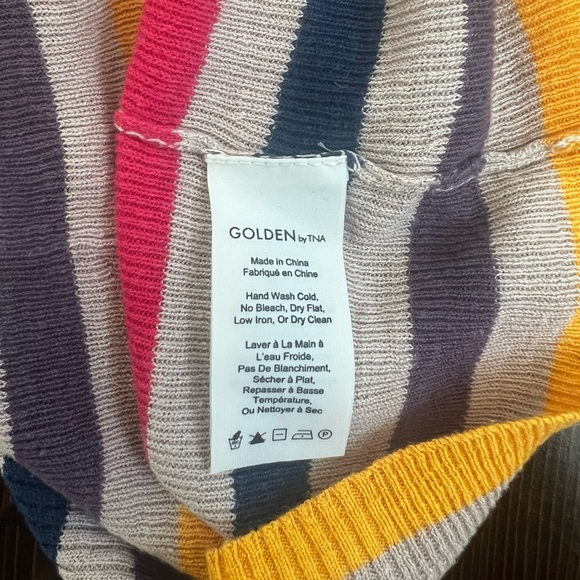 GOLDEN by TNA
Made in China
Fabriqué en Chine
Hand Wash Cold,
No Bleach, Dry Flat,
Low Iron, Or Dry Clean
Laver à La Main à
L'eau Froide,
Pas De Blanchiment,
Sécher à Plat,
Repasser à Basse
Température,
Ou Nettoyer à Sec
P